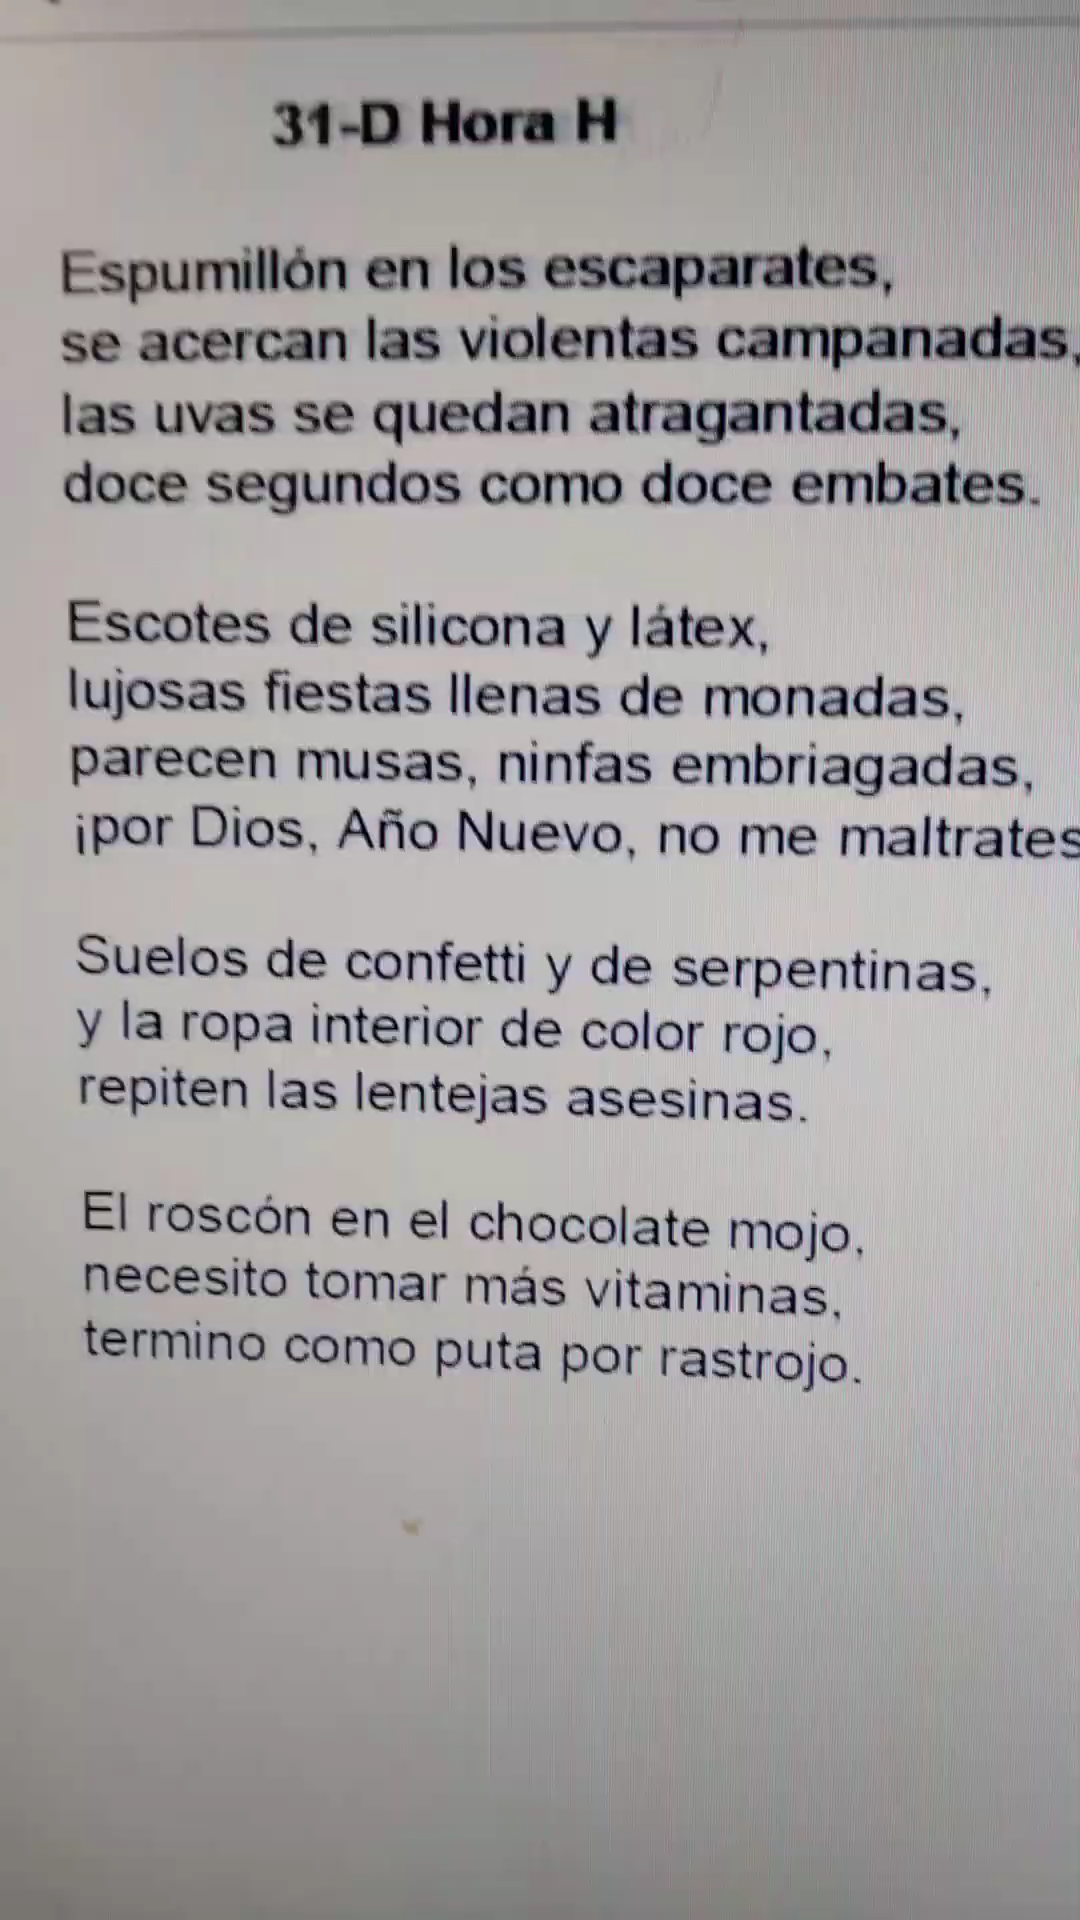 31-D Hora H
Espumillón en los escaparates,
se acercan las violentas campanadas,
las uvas se quedan atragantadas,
doce segundos como doce embates.
Escotes de silicona y látex,
lujosas fiestas llenas de monadas,
parecen musas, ninfas embriagadas,
¡por Dios, Año Nuevo, no me maltrates
Suelos de confetti y de serpentinas,
y la ropa interior de color rojo,
repiten las lentejas asesinas.
El roscón en el chocolate mojo,
necesito tomar más vitaminas,
termino como puta por rastrojo.